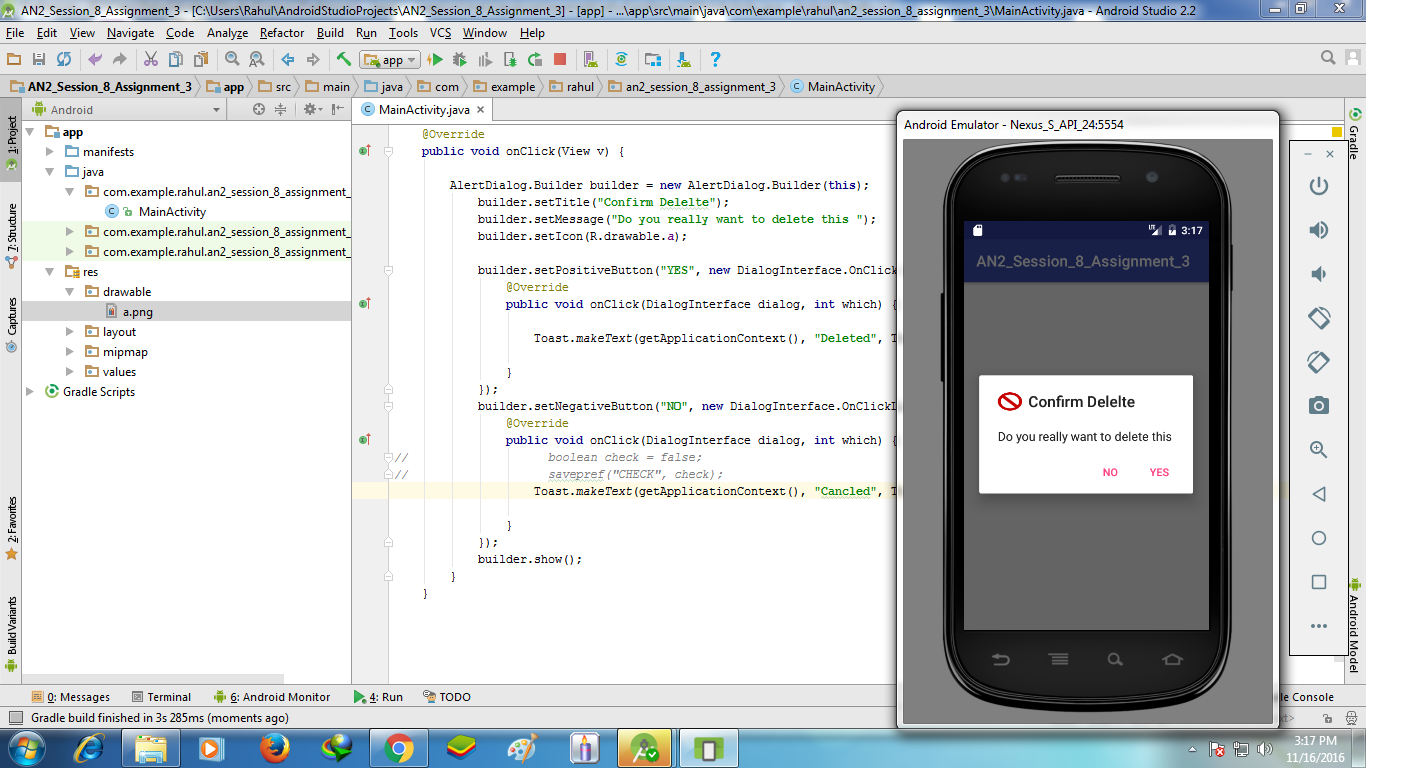 AN2_Session_8_Assignment_3 - [C:\Users\Rahul\AndroidStudioProjects\AN2_Session_8_Assignment_3] - [app] - ...\app\src\main\java\com\example\rahul\an2_session_8_assignment_3\MainActivity.java - Android Studio 2.2
File Edit View Navigate Code Analyze Refactor Build Run Tools VCS Window Help
app
AN2_Session_8_Assignment_3 app src main java com example rahul an2_session_8_assignment_3 MainActivity
Android
MainActivity.java
1: Project
7: Structure
Captures
2: Favorites
Build Variants
app
manifests
java
com.example.rahul.an2_session_8_assignment_
MainActivity
com.example.rahul.an2_session_8_assignment_
com.example.rahul.an2_session_8_assignment_
res
drawable
a.png
layout
mipmap
values
Gradle Scripts
@Override
public void onClick(View v) {
AlertDialog.Builder builder = new AlertDialog.Builder(this);
builder.setTitle("Confirm Delelte");
builder.setMessage("Do you really want to delete this ");
builder.setIcon(R.drawable.a);
builder.setPositiveButton("YES", new DialogInterface.OnClick
@Override
public void onClick(DialogInterface dialog, int which) {
Toast.makeText(getApplicationContext(), "Deleted", T
}
});
builder.setNegativeButton("NO", new DialogInterface.OnClickL
@Override
public void onClick(DialogInterface dialog, int which) {
// boolean check = false;
// savepref("CHECK", check);
Toast.makeText(getApplicationContext(), "Cancled", T
}
});
builder.show();
}
}
Android Emulator - Nexus_S_API_24:5554
LTE 3:17
AN2_Session_8_Assignment_3
Confirm Delelte
Do you really want to delete this
NO YES
Gradle
Android Model
0: Messages Terminal 6: Android Monitor 4: Run TODO
le Console
Gradle build finished in 3s 285ms (moments ago)
3:17 PM
11/16/2016